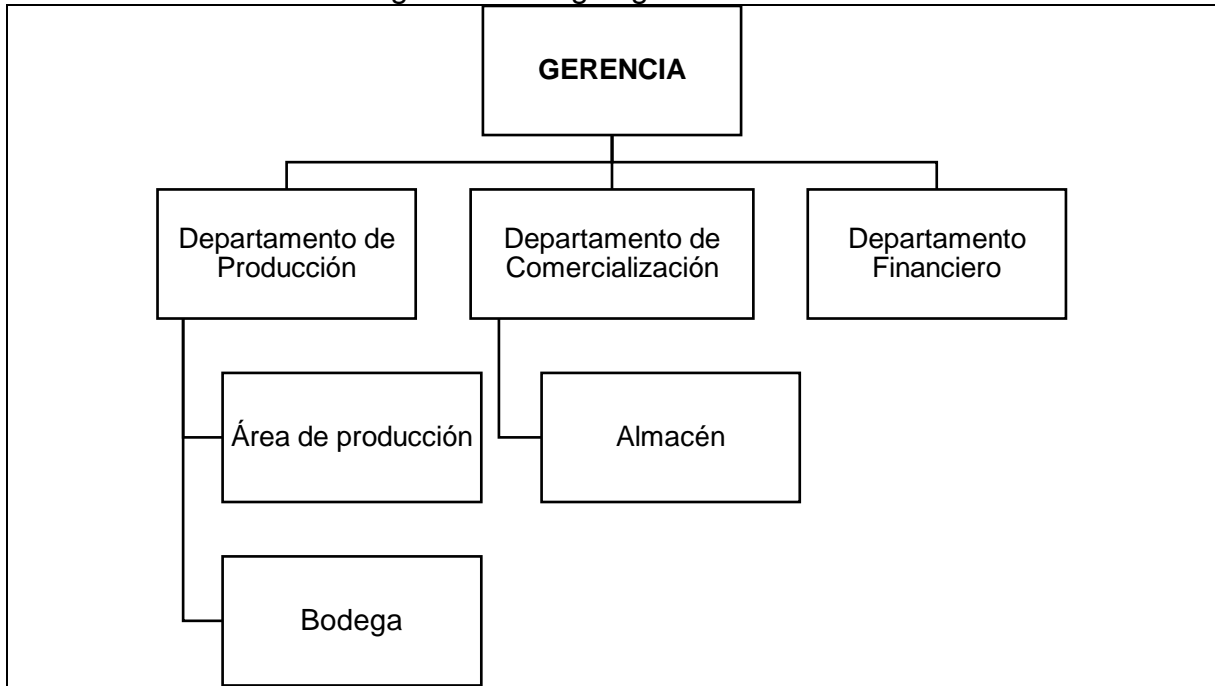 GERENCIA
Departamento de
Producción
Departamento de
Comercialización
Departamento
Financiero
Área de producción
Almacén
Bodega